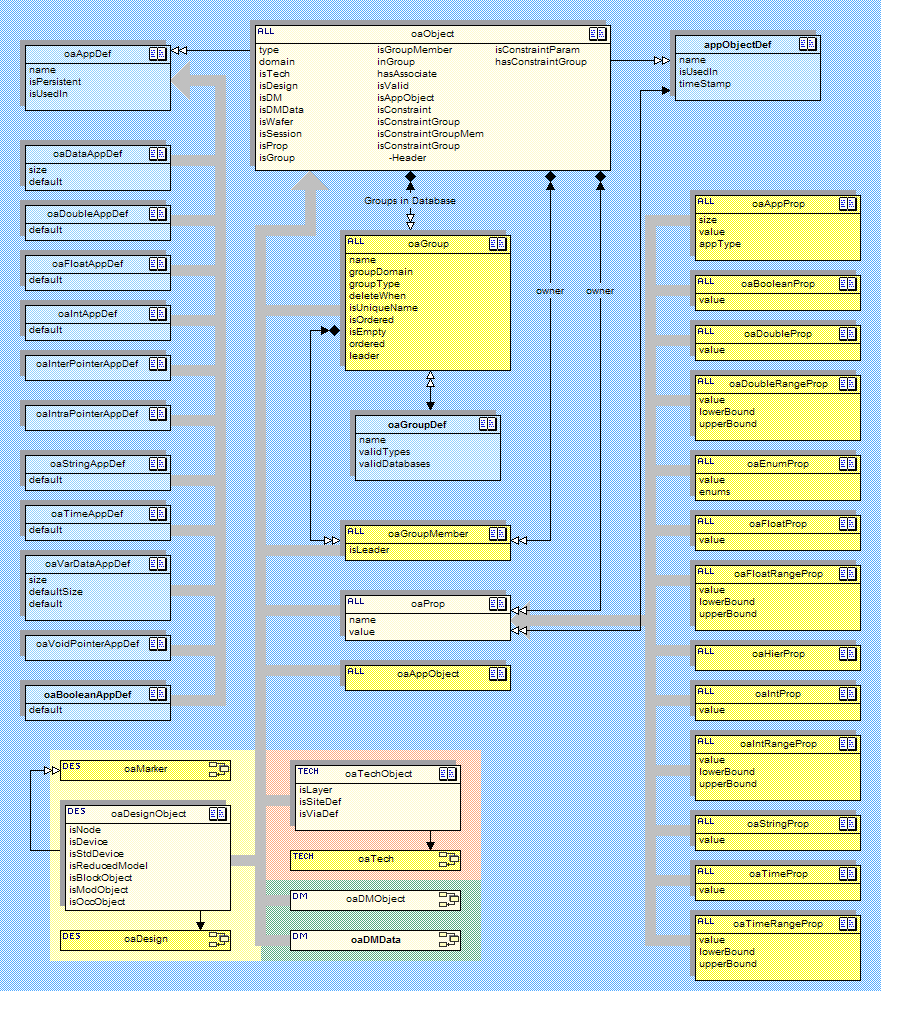 ALL oaObject
type isGroupMember isConstraintParam
domain inGroup hasConstraintGroup
isTech hasAssociate
isDesign isValid
isDM isAppObject
isDMData isConstraint
isWafer isConstraintGroup
isSession isConstraintGroupMem
isProp isConstraintGroup
isGroup -Header
oaAppDef
name
isPersistent
isUsedIn
appObjectDef
name
isUsedIn
timeStamp
oaDataAppDef
size
default
oaDoubleAppDef
default
oaFloatAppDef
default
oaIntAppDef
default
oaInterPointerAppDef
oaIntraPointerAppDef
oaStringAppDef
default
oaTimeAppDef
default
oaVarDataAppDef
size
defaultSize
default
oaVoidPointerAppDef
oaBooleanAppDef
default
Groups in Database
owner
owner
ALL oaGroup
name
groupDomain
groupType
deleteWhen
isUniqueName
isOrdered
isEmpty
ordered
leader
oaGroupDef
name
validTypes
validDatabases
ALL oaGroupMember
isLeader
ALL oaProp
name
value
ALL oaAppObject
ALL oaAppProp
size
value
appType
ALL oaBooleanProp
value
ALL oaDoubleProp
value
ALL oaDoubleRangeProp
value
lowerBound
upperBound
ALL oaEnumProp
value
enums
ALL oaFloatProp
value
ALL oaFloatRangeProp
value
lowerBound
upperBound
ALL oaHierProp
ALL oaIntProp
value
ALL oaIntRangeProp
value
lowerBound
upperBound
ALL oaStringProp
value
ALL oaTimeProp
value
ALL oaTimeRangeProp
value
lowerBound
upperBound
DES oaMarker
DES oaDesignObject
isNode
isDevice
isStdDevice
isReducedModel
isBlockObject
isModObject
isOccObject
DES oaDesign
TECH oaTechObject
isLayer
isSiteDef
isViaDef
TECH oaTech
DM oaDMObject
DM oaDMData